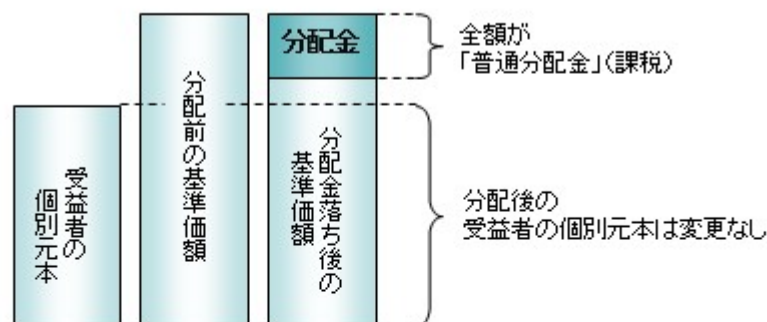 分配金
全額が
「普通分配金」(課税)
受益者の
個別元本
分配前の基準価額
分配金落ち後の
基準価額
分配後の
受益者の個別元本は変更なし